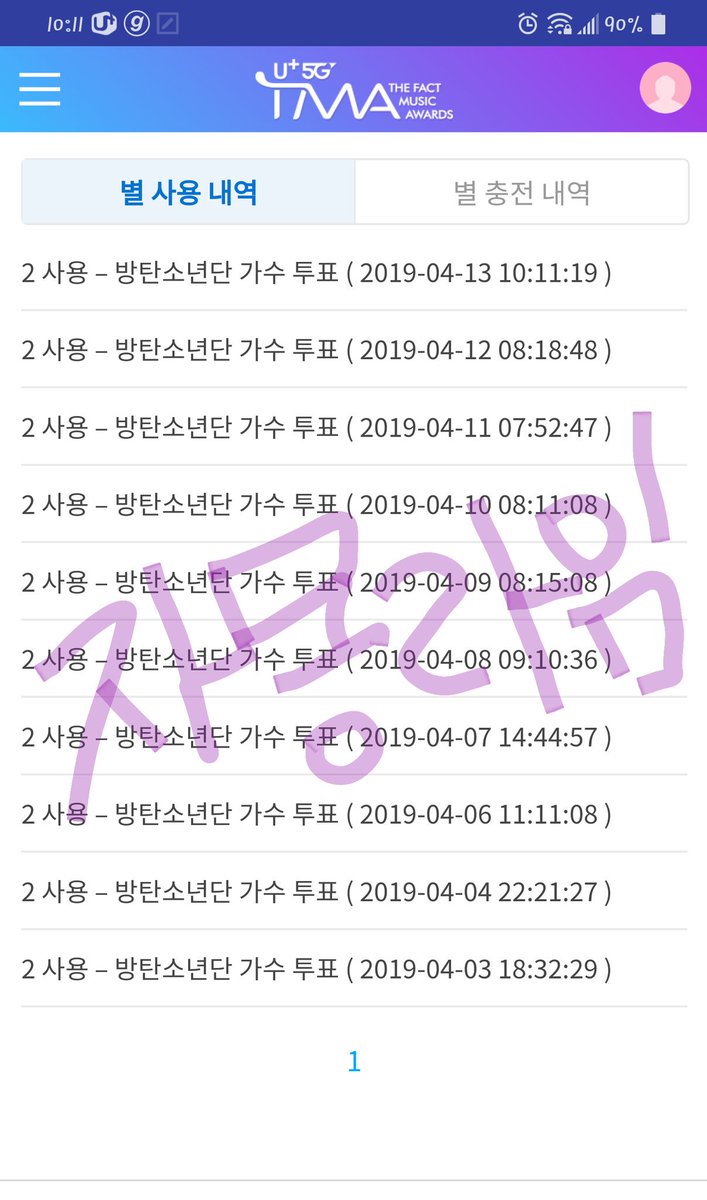 10:11 U+ g 90%
U+5G
TMA THE FACT
MUSIC
AWARDS
별 사용 내역 별 충전 내역
2 사용 – 방탄소년단 가수 투표 ( 2019-04-13 10:11:19 )
2 사용 – 방탄소년단 가수 투표 ( 2019-04-12 08:18:48 )
2 사용 – 방탄소년단 가수 투표 ( 2019-04-11 07:52:47 )
2 사용 – 방탄소년단 가수 투표 ( 2019-04-10 08:11:08 )
2 사용 – 방탄소년단 가수 투표 ( 2019-04-09 08:15:08 )
2 사용 – 방탄소년단 가수 투표 ( 2019-04-08 09:10:36 )
2 사용 – 방탄소년단 가수 투표 ( 2019-04-07 14:44:57 )
2 사용 – 방탄소년단 가수 투표 ( 2019-04-06 11:11:08 )
2 사용 – 방탄소년단 가수 투표 ( 2019-04-04 22:21:27 )
2 사용 – 방탄소년단 가수 투표 ( 2019-04-03 18:32:29 )
자몽라임
1